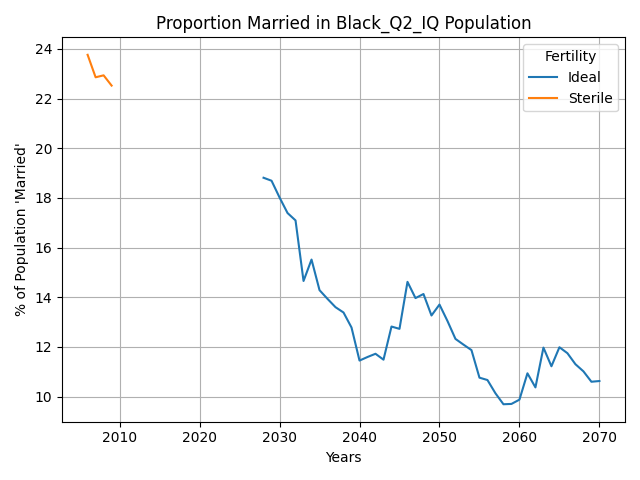 Proportion Married in Black_Q2_IQ Population
% of Population 'Married'
24
22
20
18
16
14
12
10
Fertility
Ideal
Sterile
2010 2020 2030 2040 2050 2060 2070
Years